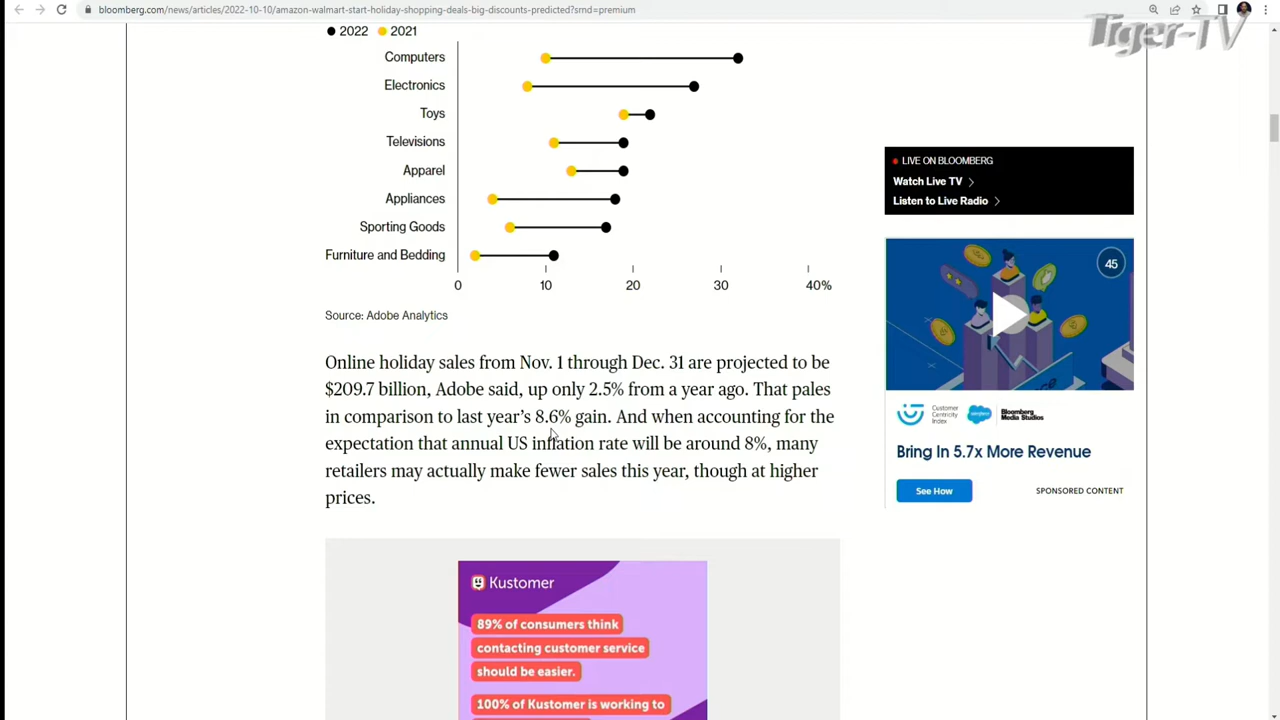 bloomberg.com/news/articles/2022-10-10/amazon-walmart-start-holiday-shopping-deals-big-discounts-predicted?srnd=premium
Tiger-TV
2022 2021
Computers
Electronics
Toys
Televisions
Apparel
Appliances
Sporting Goods
Furniture and Bedding
0 10 20 30 40%
Source: Adobe Analytics
Online holiday sales from Nov. 1 through Dec. 31 are projected to be
$209.7 billion, Adobe said, up only 2.5% from a year ago. That pales
in comparison to last year’s 8.6% gain. And when accounting for the
expectation that annual US inflation rate will be around 8%, many
retailers may actually make fewer sales this year, though at higher
prices.
Kustomer
89% of consumers think
contacting customer service
should be easier.
100% of Kustomer is working to
LIVE ON BLOOMBERG
Watch Live TV
Listen to Live Radio
45
Customer
Centricity
Index
salesforce
Bloomberg
Media Studios
Bring In 5.7x More Revenue
See How
SPONSORED CONTENT